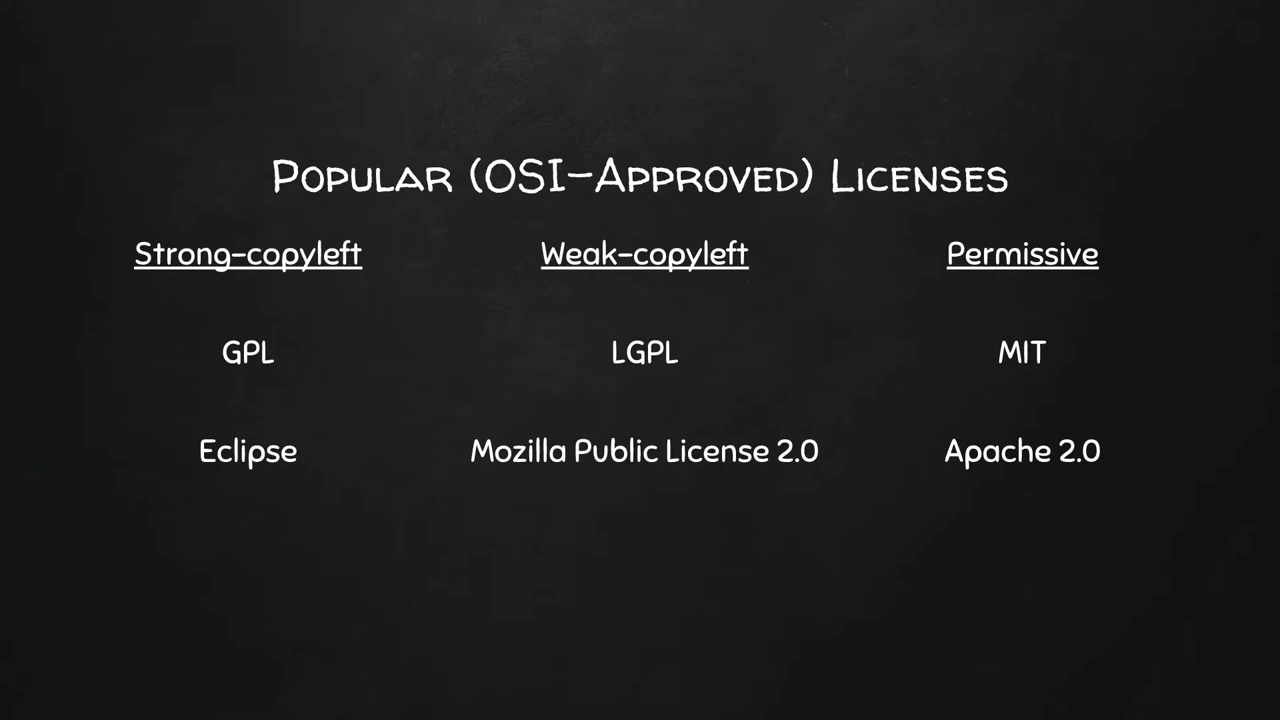 Popular (OSI-Approved) Licenses
Strong-copyleft Weak-copyleft Permissive
GPL LGPL MIT
Eclipse Mozilla Public License 2.0 Apache 2.0